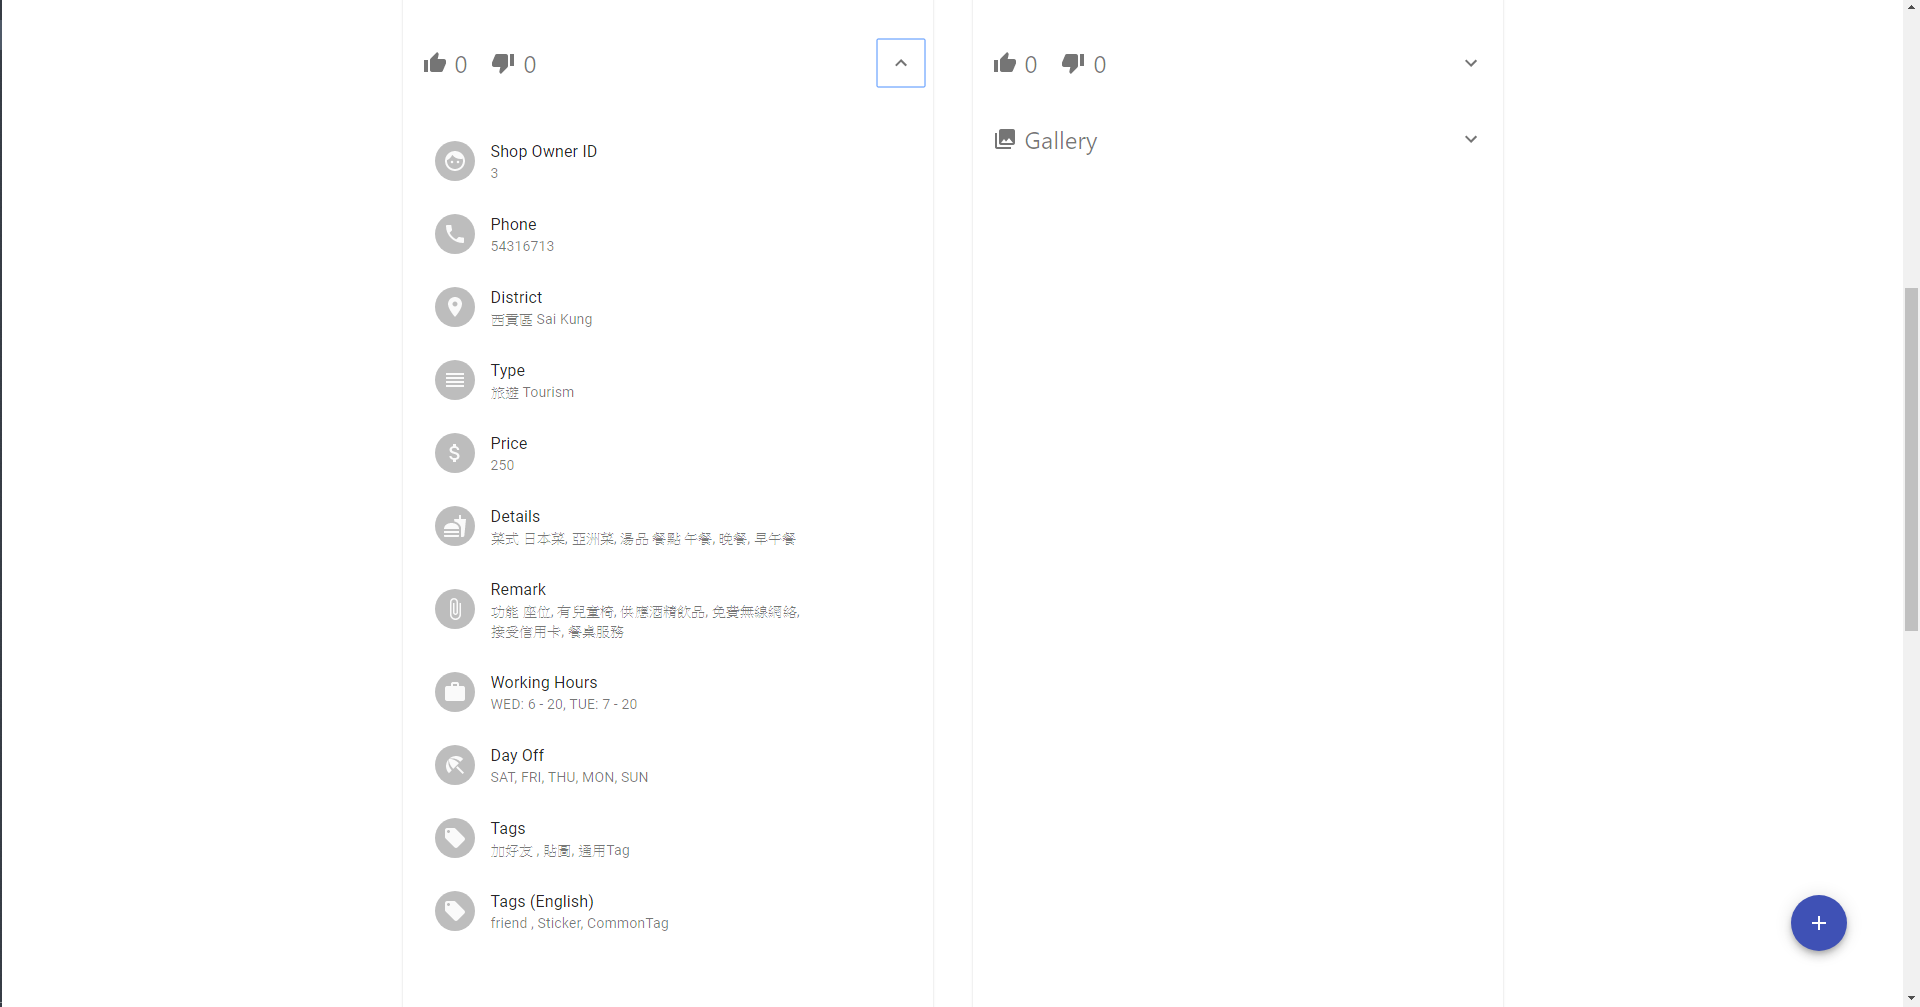 0 0
Shop Owner ID
3
Phone
54316713
District
西貢區 Sai Kung
Type
旅遊 Tourism
Price
250
Details
菜式 日本菜, 亞洲菜, 湯品 餐點 午餐, 晚餐, 早午餐
Remark
功能 座位, 有兒童椅, 供應酒精飲品, 免費無線網絡,
接受信用卡, 餐桌服務
Working Hours
WED: 6 - 20, TUE: 7 - 20
Day Off
SAT, FRI, THU, MON, SUN
Tags
加好友 , 貼圖, 通用Tag
Tags (English)
friend , Sticker, CommonTag
0 0
Gallery